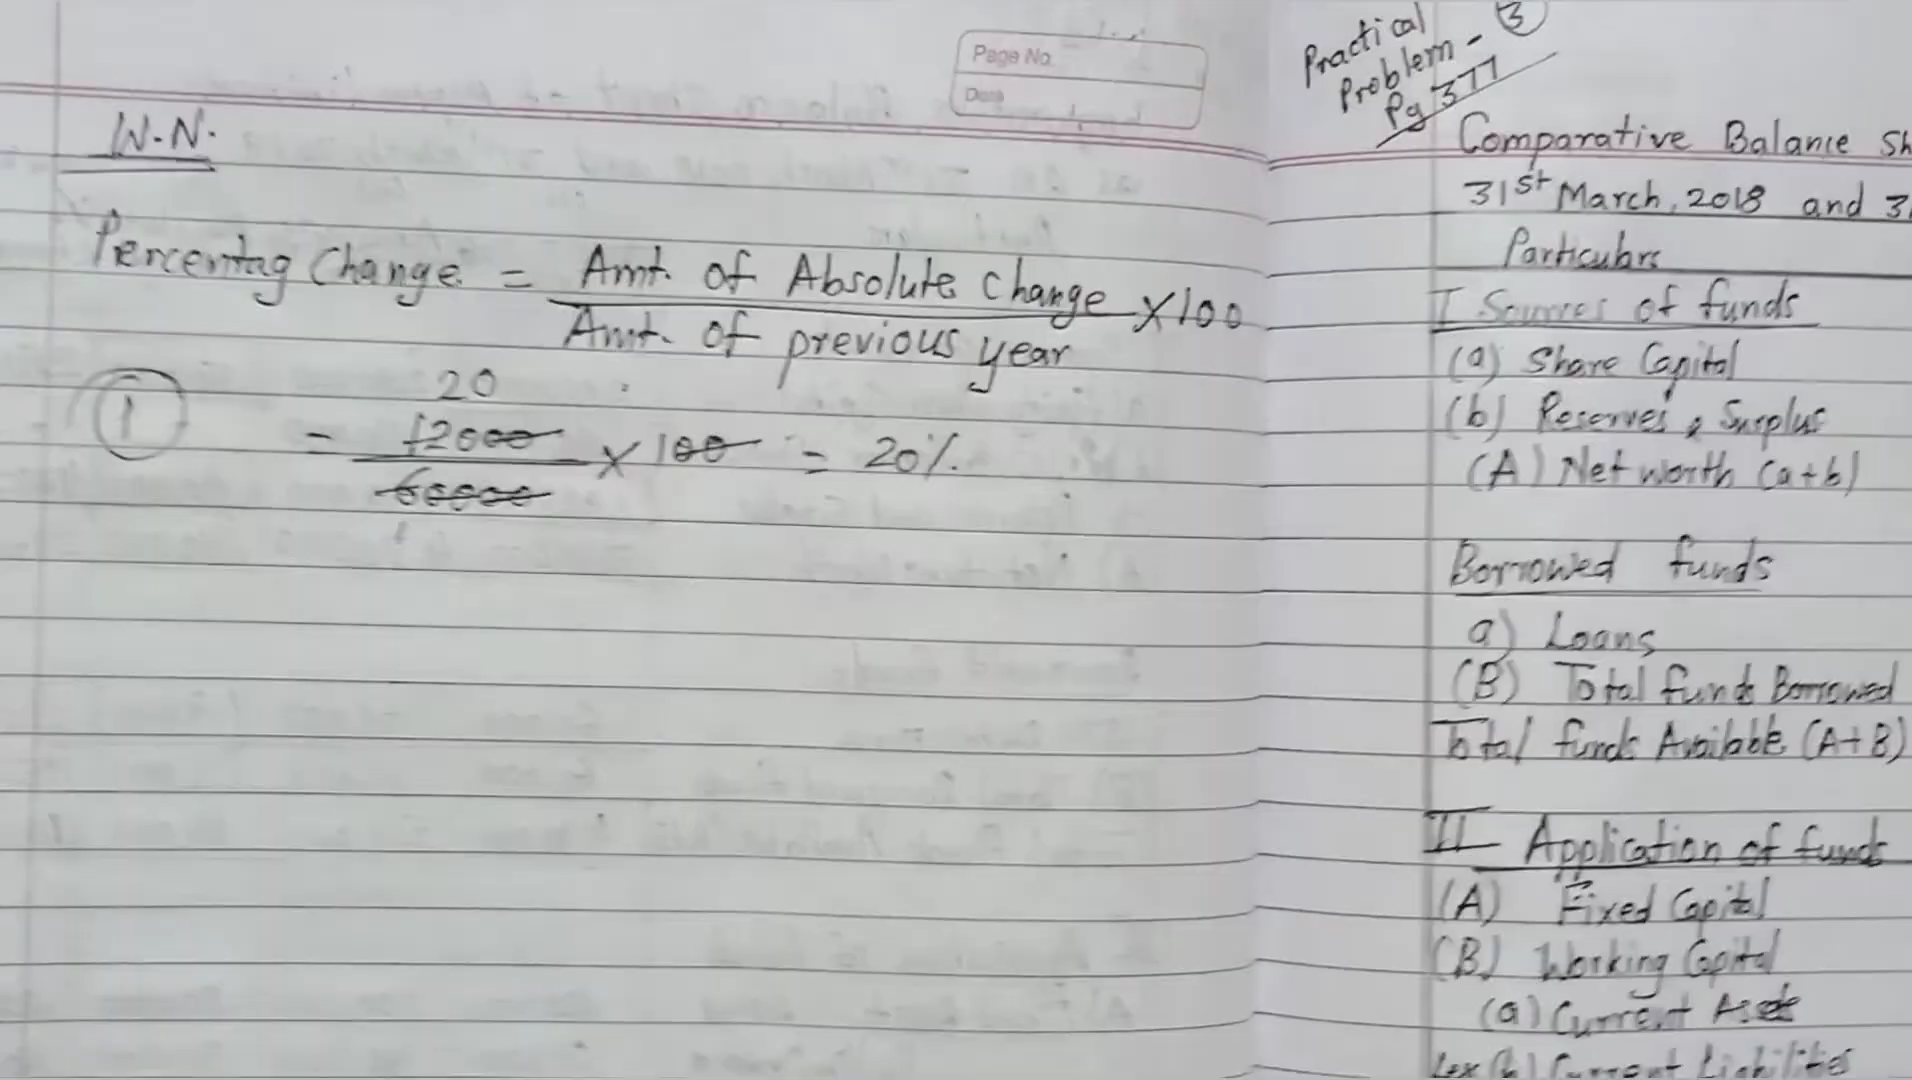 Page No.
Date
W.N.
Percentag Change = Amt. of Absolute Change × 100
Amt. of previous year
20
1 = 12000 × 100 = 20%.
60000
Practical
Problem - 3
Pg 377
Comparative Balance Sh
31st March, 2018 and 3
Particulars
I Sources of funds
(a) Share Capital
(b) Reserves & Surplus
(A) Net worth (a+b)
Borrowed funds
a) Loans
(B) Total funds Borrowed
Total funds Available (A+B)
II Application of funds
(A) Fixed Capital
(B) Working Capital
(a) Current Assets
Less (b) Current Liabilities